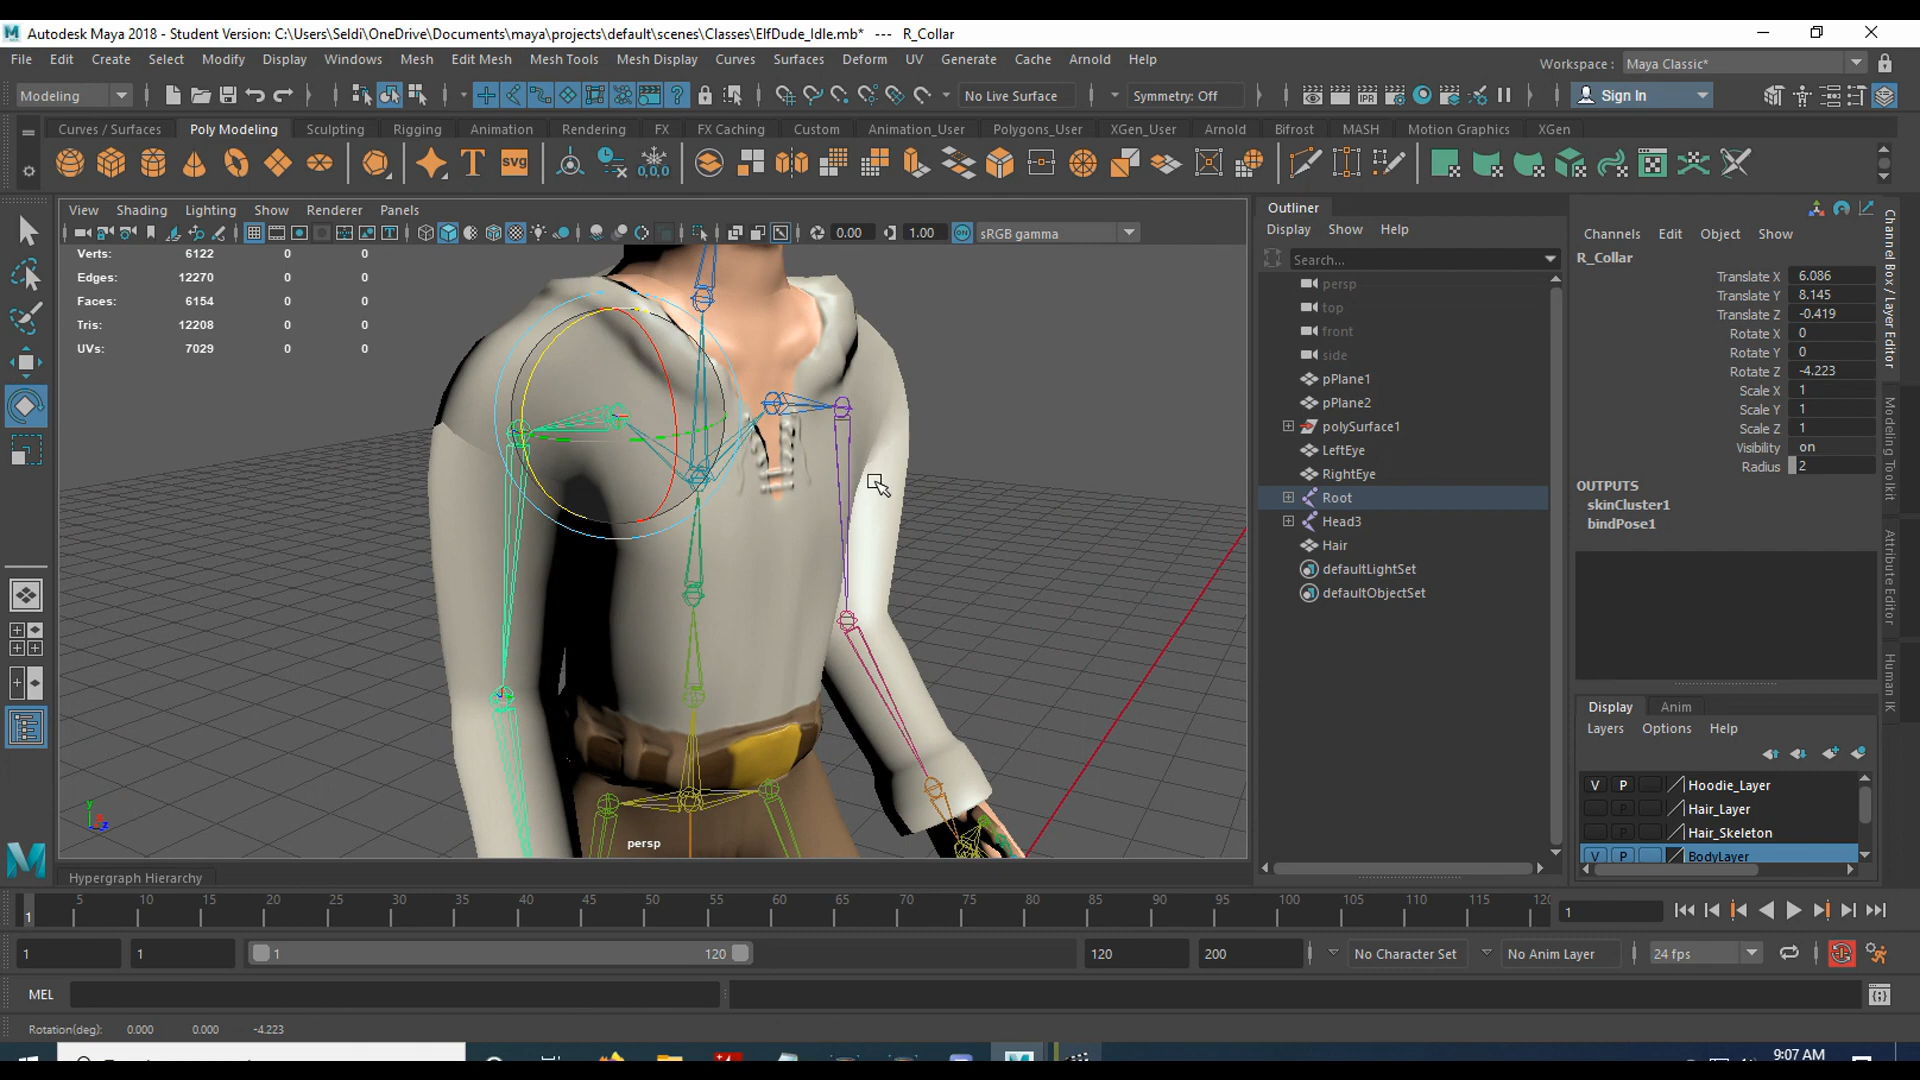 Autodesk Maya 2018 - Student Version: C:\Users\Seldi\OneDrive\Documents\maya\projects\default\scenes\Classes\ElfDude_Idle.mb* --- R_Collar
File Edit Create Select Modify Display Windows Mesh Edit Mesh Mesh Tools Mesh Display Curves Surfaces Deform UV Generate Cache Arnold Help
Workspace : Maya Classic*
Modeling No Live Surface Symmetry: Off IPR Sign In
Curves / Surfaces Poly Modeling Sculpting Rigging Animation Rendering FX FX Caching Custom Animation_User Polygons_User XGen_User Arnold Bifrost MASH Motion Graphics XGen
T svg 0,0,0
View Shading Lighting Show Renderer Panels
0.00 1.00 ON sRGB gamma
Verts: 6122 0 0
Edges: 12270 0 0
Faces: 6154 0 0
Tris: 12208 0 0
UVs: 7029 0 0
persp
y
z
Hypergraph Hierarchy
Outliner
Display Show Help
Search...
persp
top
front
side
pPlane1
pPlane2
polySurface1
LeftEye
RightEye
Root
Head3
Hair
defaultLightSet
defaultObjectSet
Channels Edit Object Show
R_Collar
Translate X 6.086
Translate Y 8.145
Translate Z -0.419
Rotate X 0
Rotate Y 0
Rotate Z -4.223
Scale X 1
Scale Y 1
Scale Z 1
Visibility on
Radius 2
OUTPUTS
skinCluster1
bindPose1
Display Anim
Layers Options Help
V P Hoodie_Layer
Hair_Layer
Hair_Skeleton
V P BodyLayer
Channel Box / Layer Editor
Modeling Toolkit
Attribute Editor
Human IK
1 5 10 15 20 25 30 35 40 45 50 55 60 65 70 75 80 85 90 95 100 105 110 115 1
1 1 1 120 120 200 No Character Set No Anim Layer 24 fps
MEL
Rotation(deg): 0.000 0.000 -4.223
9:07 AM